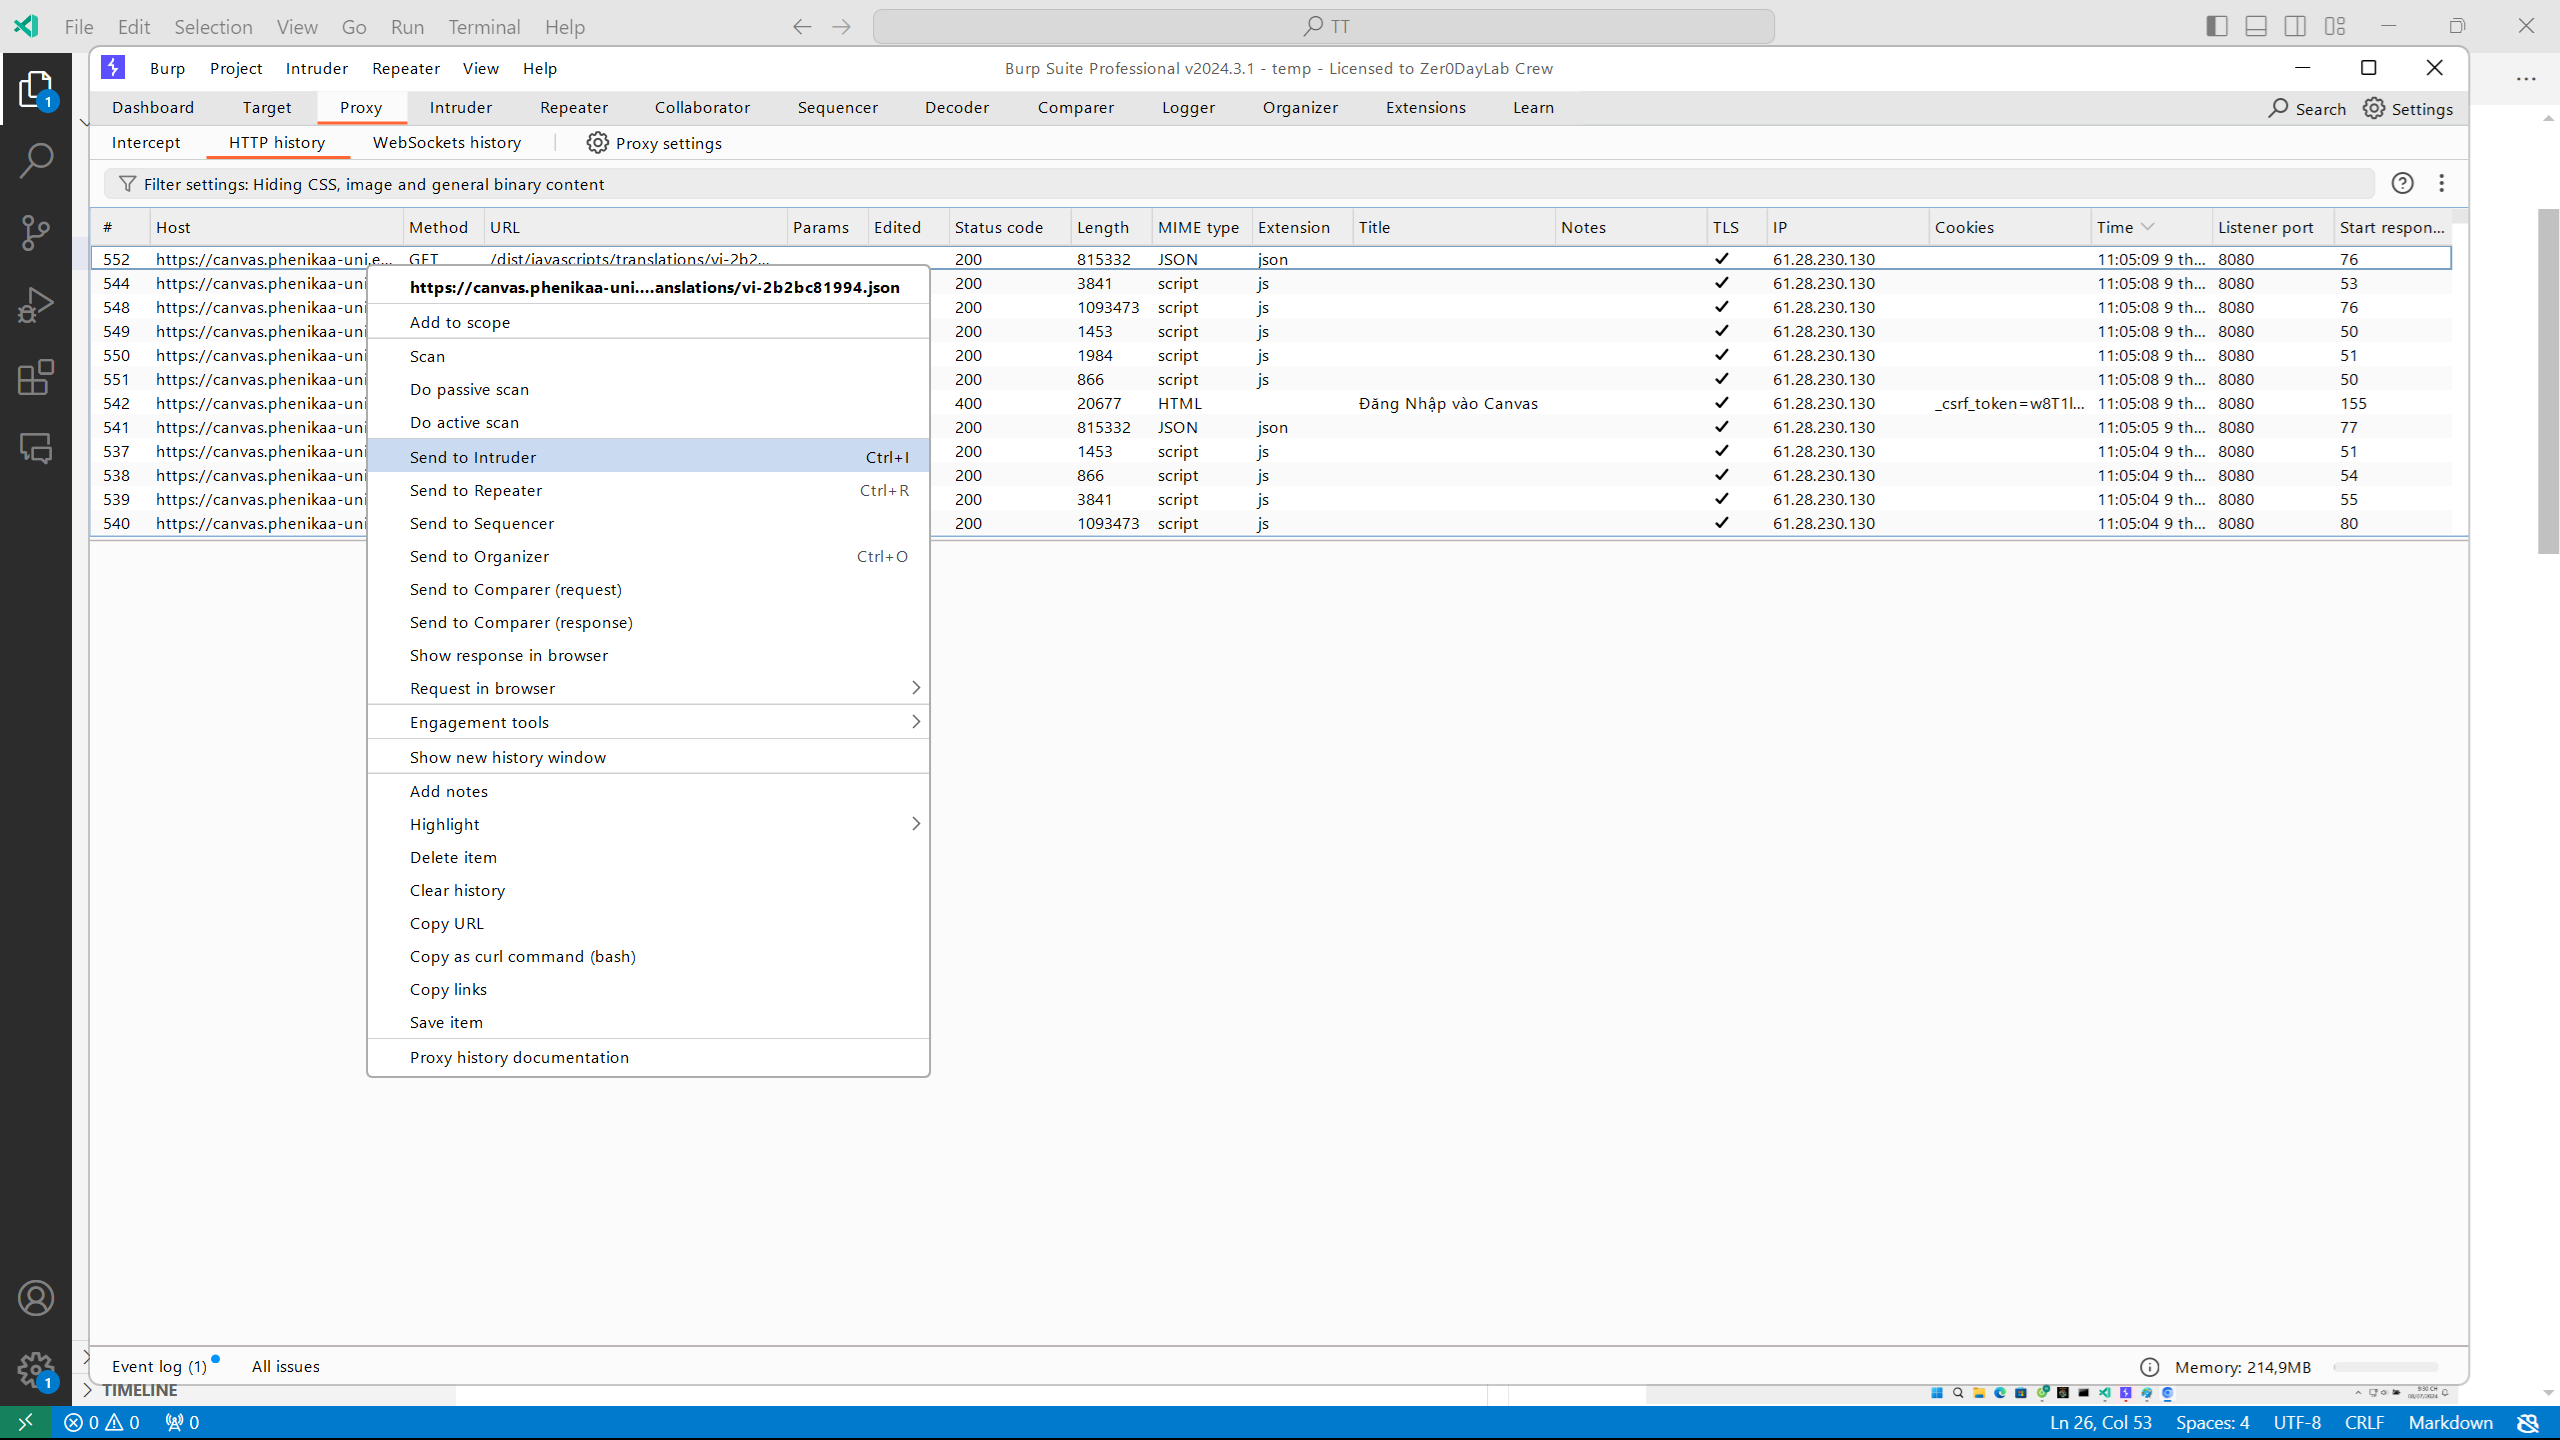 File Edit Selection View Go Run Terminal Help TT
Burp Project Intruder Repeater View Help Burp Suite Professional v2024.3.1 - temp - Licensed to Zer0DayLab Crew
Dashboard Target Proxy Intruder Repeater Collaborator Sequencer Decoder Comparer Logger Organizer Extensions Learn Search Settings
Intercept HTTP history WebSockets history Proxy settings
Filter settings: Hiding CSS, image and general binary content
# Host Method URL Params Edited Status code Length MIME type Extension Title Notes TLS IP Cookies Time Listener port Start respon...
552 https://canvas.phenikaa-uni.e... GET /dist/javascripts/translations/vi-2b2... 200 815332 JSON json ✓ 61.28.230.130 11:05:09 9 th... 8080 76
544 https://canvas.phenikaa-uni 200 3841 script js ✓ 61.28.230.130 11:05:08 9 th... 8080 53
548 https://canvas.phenikaa-uni 200 1093473 script js ✓ 61.28.230.130 11:05:08 9 th... 8080 76
549 https://canvas.phenikaa-uni 200 1453 script js ✓ 61.28.230.130 11:05:08 9 th... 8080 50
550 https://canvas.phenikaa-uni 200 1984 script js ✓ 61.28.230.130 11:05:08 9 th... 8080 51
551 https://canvas.phenikaa-uni 200 866 script js ✓ 61.28.230.130 11:05:08 9 th... 8080 50
542 https://canvas.phenikaa-uni 400 20677 HTML Đăng Nhập vào Canvas ✓ 61.28.230.130 _csrf_token=w8T1l... 11:05:08 9 th... 8080 155
541 https://canvas.phenikaa-uni 200 815332 JSON json ✓ 61.28.230.130 11:05:05 9 th... 8080 77
537 https://canvas.phenikaa-uni 200 1453 script js ✓ 61.28.230.130 11:05:04 9 th... 8080 51
538 https://canvas.phenikaa-uni 200 866 script js ✓ 61.28.230.130 11:05:04 9 th... 8080 54
539 https://canvas.phenikaa-uni 200 3841 script js ✓ 61.28.230.130 11:05:04 9 th... 8080 55
540 https://canvas.phenikaa-uni 200 1093473 script js ✓ 61.28.230.130 11:05:04 9 th... 8080 80
https://canvas.phenikaa-uni....anslations/vi-2b2bc81994.json
Add to scope
Scan
Do passive scan
Do active scan
Send to Intruder Ctrl+I
Send to Repeater Ctrl+R
Send to Sequencer
Send to Organizer Ctrl+O
Send to Comparer (request)
Send to Comparer (response)
Show response in browser
Request in browser
Engagement tools
Show new history window
Add notes
Highlight
Delete item
Clear history
Copy URL
Copy as curl command (bash)
Copy links
Save item
Proxy history documentation
1
1
Event log (1) All issues Memory: 214,9MB
TIMELINE
0 0 0 Ln 26, Col 53 Spaces: 4 UTF-8 CRLF Markdown